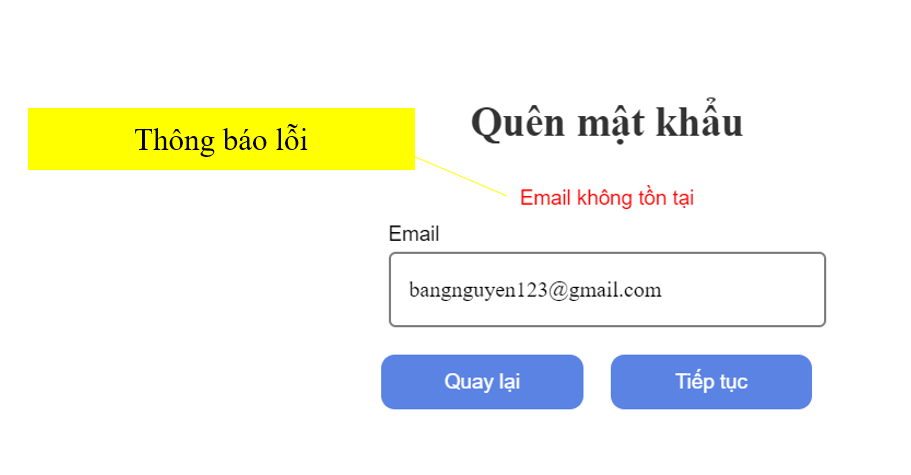 Quên mật khẩu
Thông báo lỗi
Email không tồn tại
Email
bangnguyen123@gmail.com
Quay lại
Tiếp tục